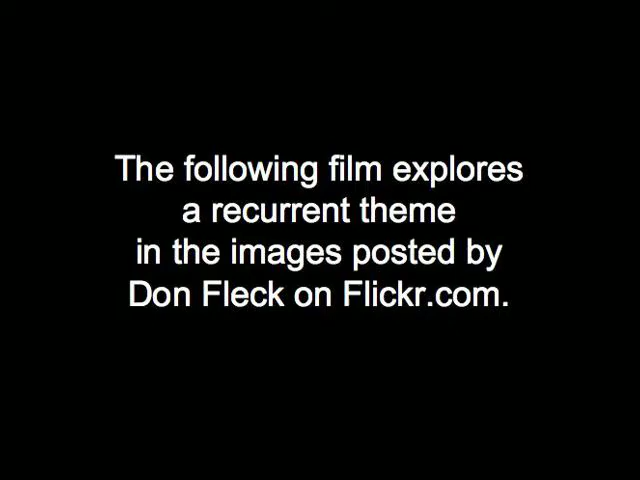 The following film explores
a recurrent theme
in the images posted by
Don Fleck on Flickr.com.